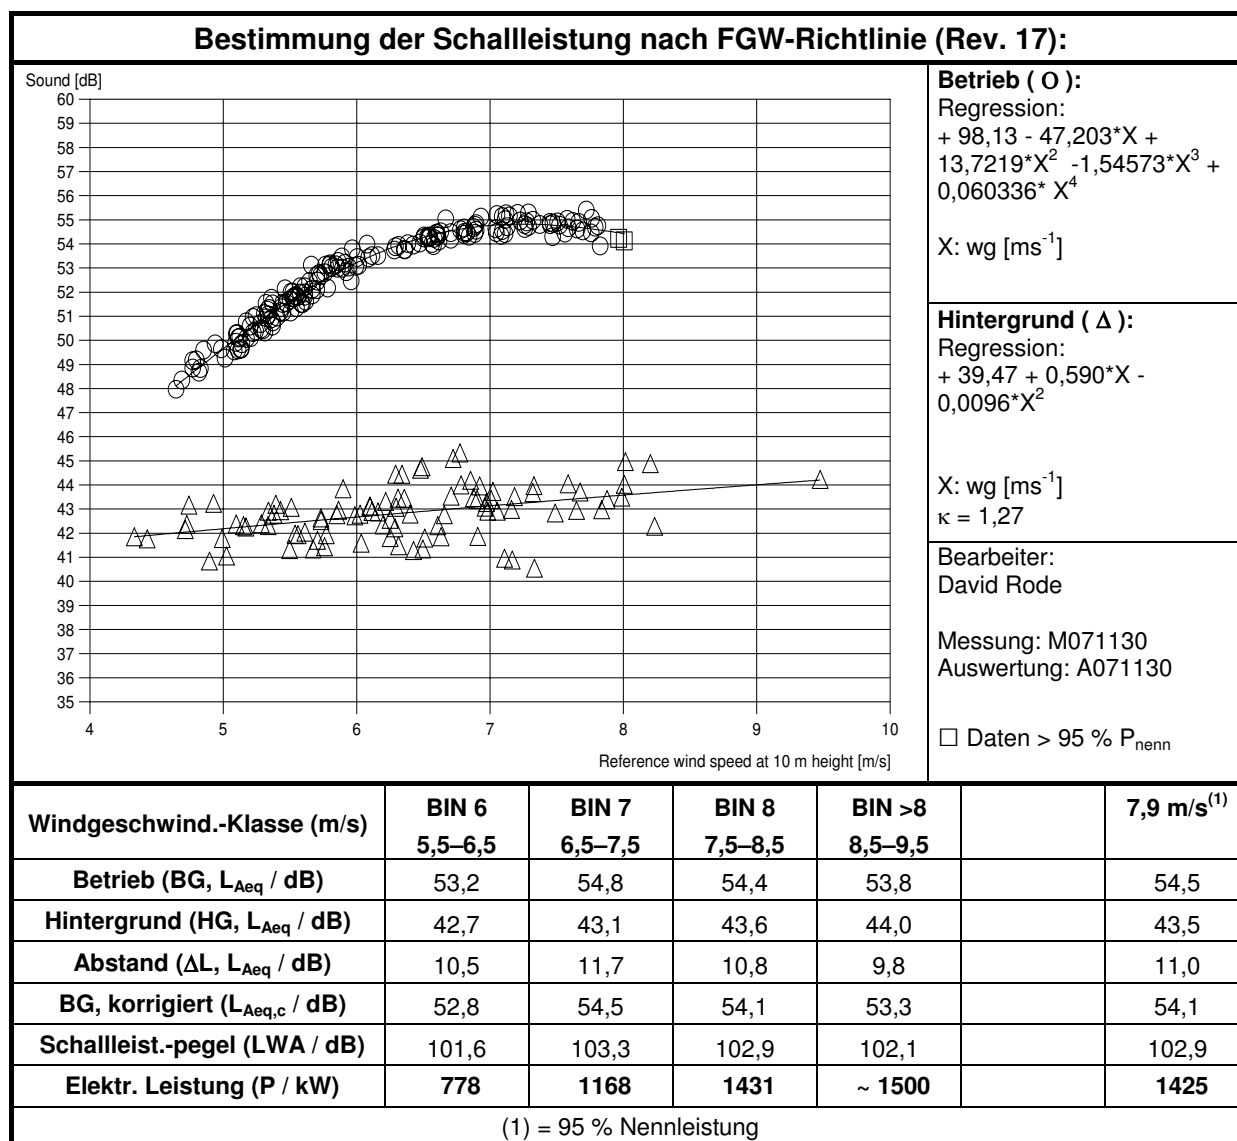 Bestimmung der Schallleistung nach FGW-Richtlinie (Rev. 17):
Sound [dB]
60
59
58
57
56
55
54
53
52
51
50
49
48
47
46
45
44
43
42
41
40
39
38
37
36
35
4 5 6 7 8 9 10
Reference wind speed at 10 m height [m/s]
Betrieb ( O ):
Regression:
+ 98,13 - 47,203*X +
13,7219*X² -1,54573*X³ +
0,060336* X⁴
X: wg [ms⁻¹]
Hintergrund ( Δ ):
Regression:
+ 39,47 + 0,590*X -
0,0096*X²
X: wg [ms⁻¹]
κ = 1,27
Bearbeiter:
David Rode
Messung: M071130
Auswertung: A071130
□ Daten > 95 % Pnenn
Windgeschwind.-Klasse (m/s) BIN 6 BIN 7 BIN 8 BIN >8 7,9 m/s⁽¹⁾
5,5–6,5 6,5–7,5 7,5–8,5 8,5–9,5
Betrieb (BG, LAeq / dB) 53,2 54,8 54,4 53,8 54,5
Hintergrund (HG, LAeq / dB) 42,7 43,1 43,6 44,0 43,5
Abstand (ΔL, LAeq / dB) 10,5 11,7 10,8 9,8 11,0
BG, korrigiert (LAeq,c / dB) 52,8 54,5 54,1 53,3 54,1
Schallleist.-pegel (LWA / dB) 101,6 103,3 102,9 102,1 102,9
Elektr. Leistung (P / kW) 778 1168 1431 ~ 1500 1425
(1) = 95 % Nennleistung